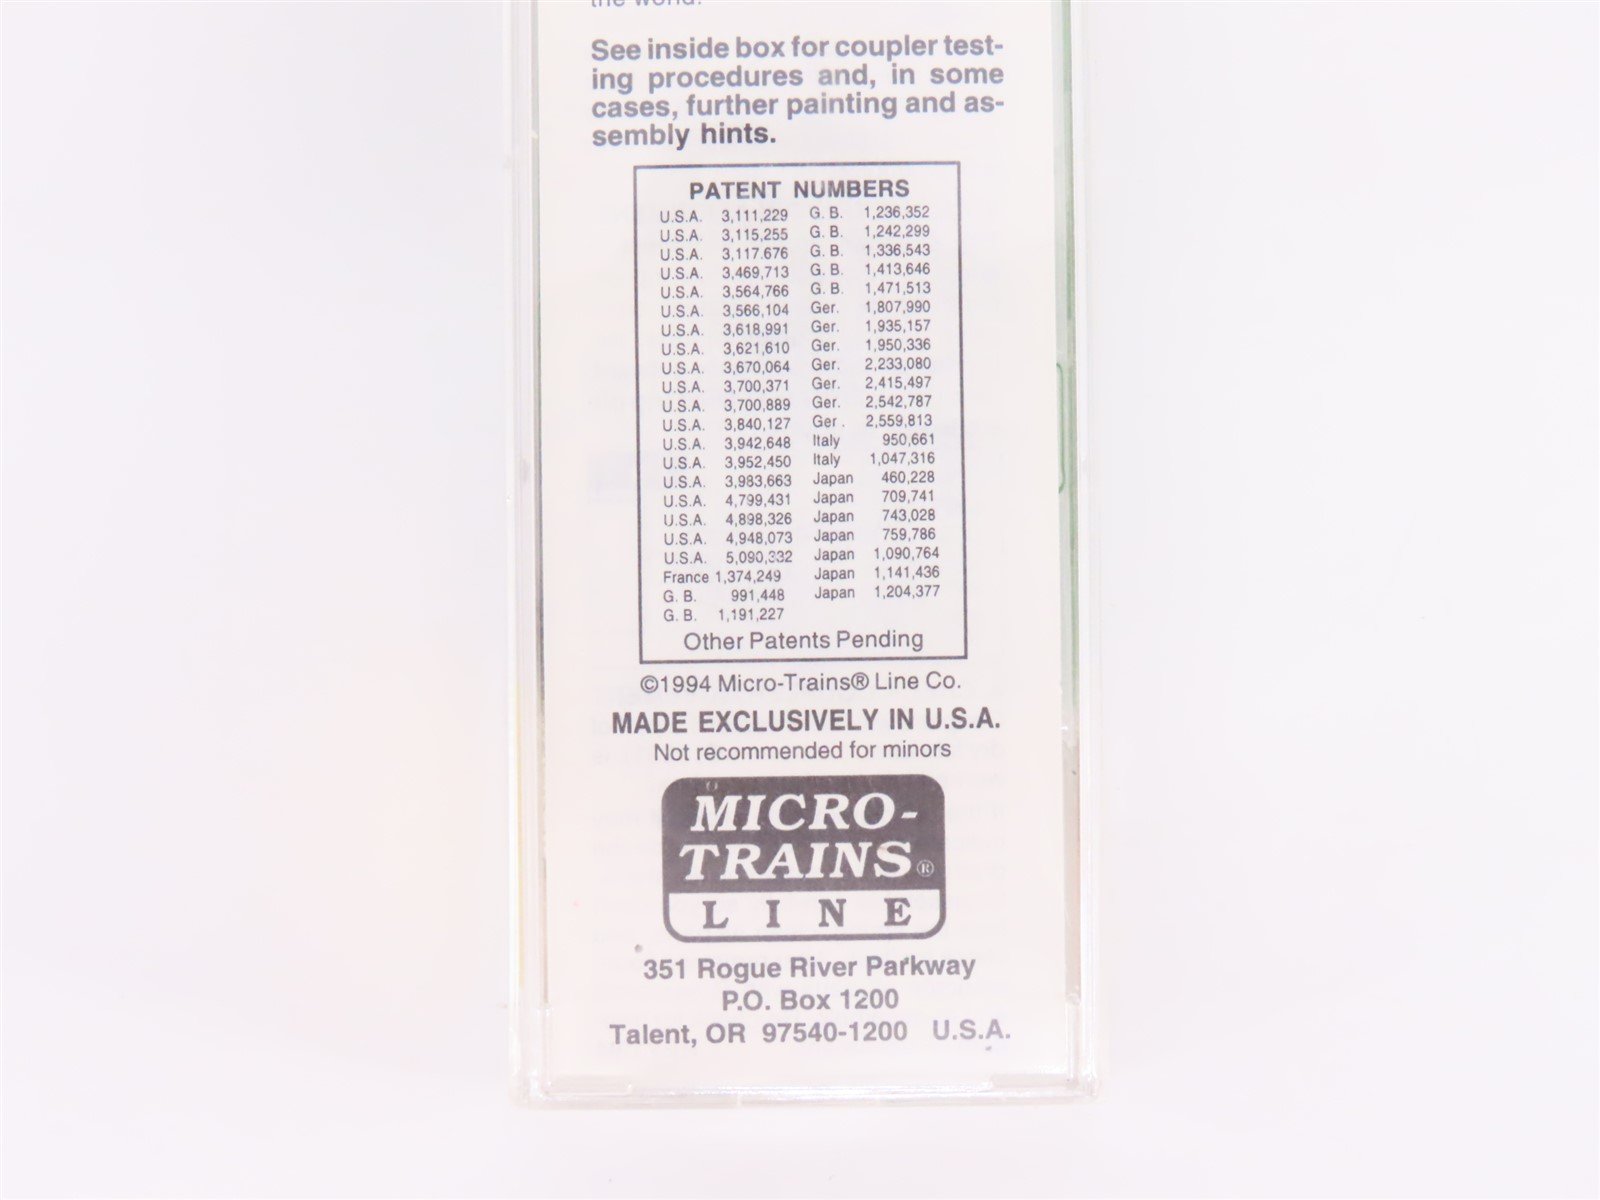 the world.
See inside box for coupler test-
ing procedures and, in some
cases, further painting and as-
sembly hints.
PATENT NUMBERS
U.S.A. 3,111,229 G. B. 1,236,352
U.S.A. 3,115,255 G. B. 1,242,299
U.S.A. 3,117.676 G. B. 1,336,543
U.S.A. 3,469,713 G. B. 1,413,646
U.S.A. 3,564,766 G. B. 1,471,513
U.S.A. 3,566,104 Ger. 1,807,990
U.S.A. 3,618,991 Ger. 1,935,157
U.S.A. 3,621,610 Ger. 1,950,336
U.S.A. 3,670,064 Ger. 2,233,080
U.S.A. 3,700,371 Ger. 2,415,497
U.S.A. 3,700,889 Ger. 2,542,787
U.S.A. 3,840,127 Ger . 2,559,813
U.S.A. 3,942,648 Italy 950,661
U.S.A. 3,952,450 Italy 1,047,316
U.S.A. 3,983,663 Japan 460,228
U.S.A. 4,799,431 Japan 709,741
U.S.A. 4,898,326 Japan 743,028
U.S.A. 4,948,073 Japan 759,786
U.S.A. 5,090,332 Japan 1,090,764
France 1,374,249 Japan 1,141,436
G. B. 991,448 Japan 1,204,377
G. B. 1,191,227
Other Patents Pending
©1994 Micro-Trains® Line Co.
MADE EXCLUSIVELY IN U.S.A.
Not recommended for minors
MICRO-
TRAINS®
LINE
351 Rogue River Parkway
P.O. Box 1200
Talent, OR 97540-1200 U.S.A.